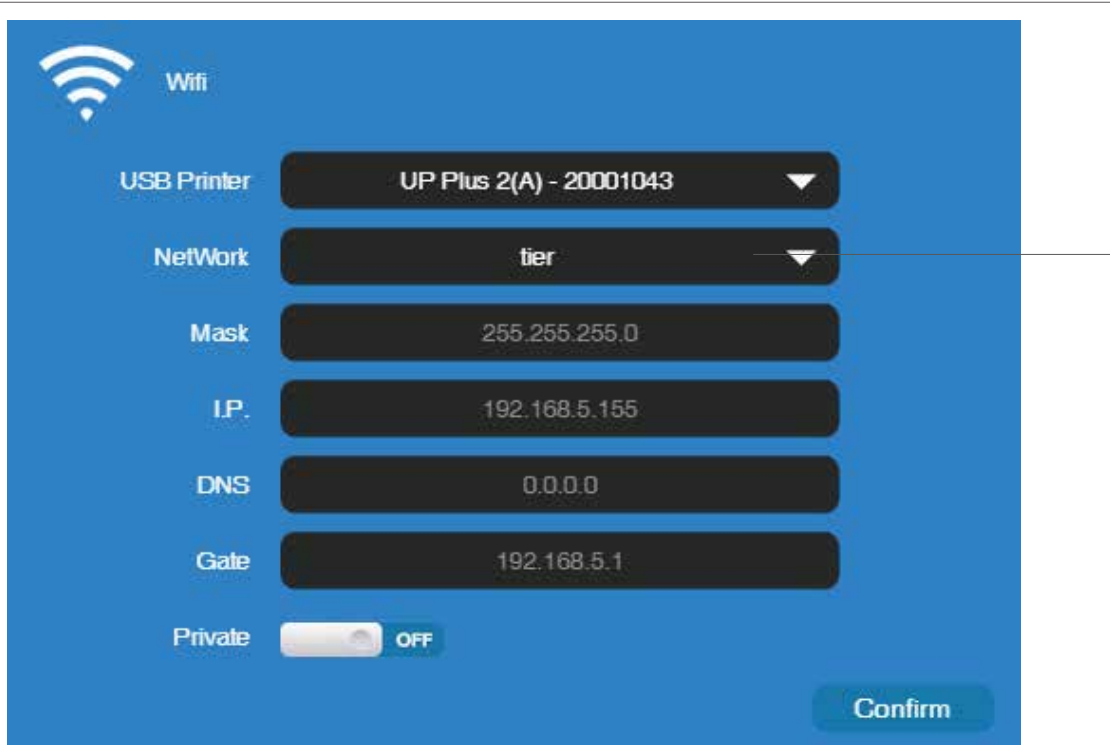 Wifi
USB Printer UP Plus 2(A) - 20001043
NetWork tier
Mask 255.255.255.0
I.P. 192.168.5.155
DNS 0.0.0.0
Gate 192.168.5.1
Private OFF
Confirm